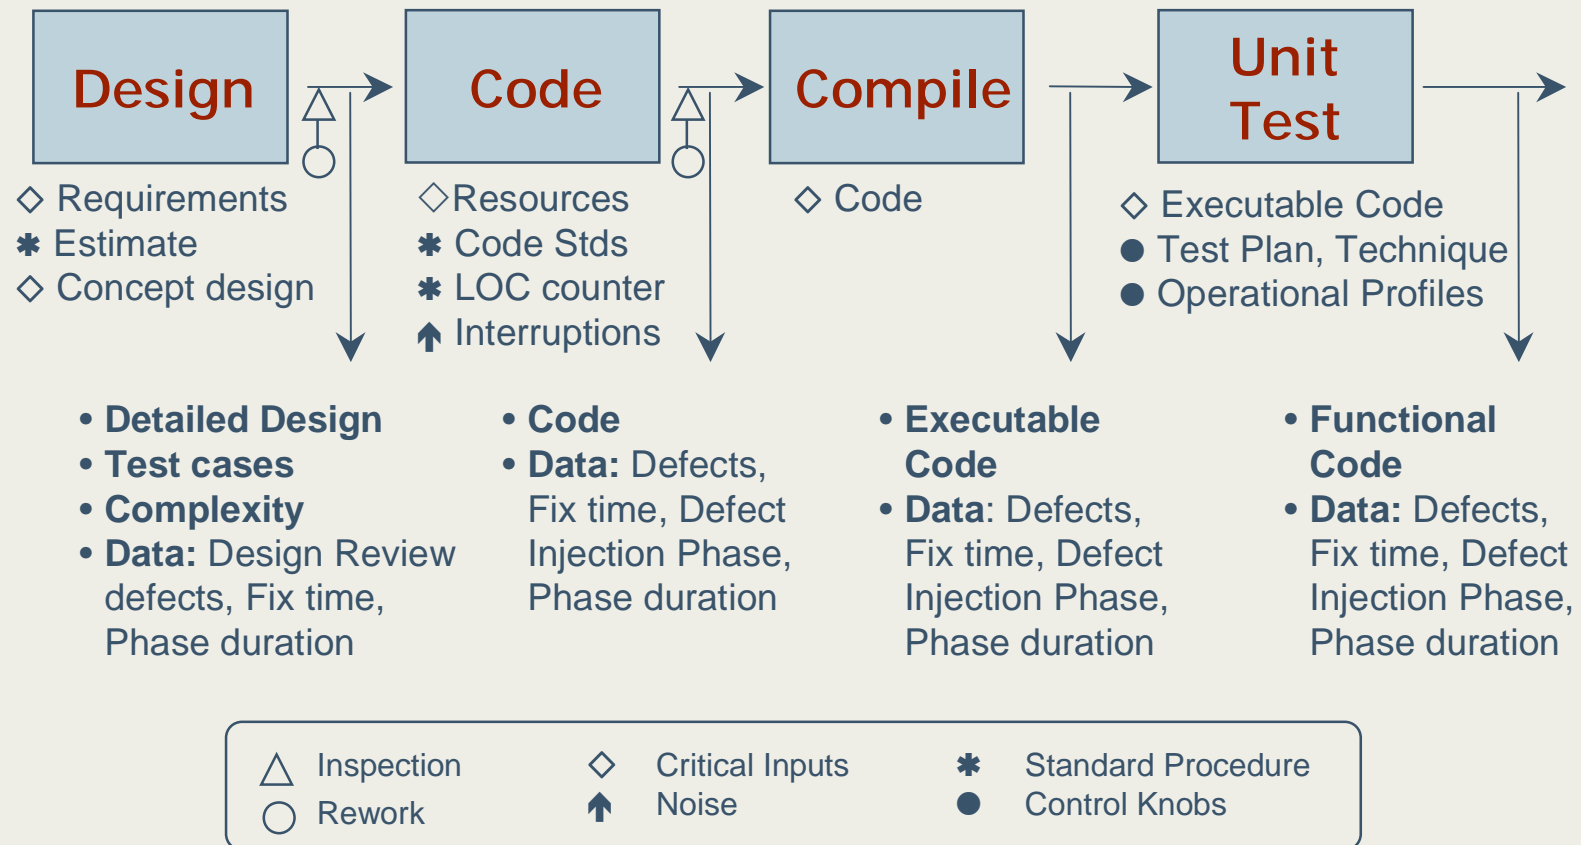 Design
Code
Compile
Unit
Test
Requirements
Estimate
Concept design
Resources
Code Stds
LOC counter
Interruptions
Code
Executable Code
Test Plan, Technique
Operational Profiles
• Detailed Design
• Test cases
• Complexity
• Data: Design Review
defects, Fix time,
Phase duration
• Code
• Data: Defects,
Fix time, Defect
Injection Phase,
Phase duration
• Executable
Code
• Data: Defects,
Fix time, Defect
Injection Phase,
Phase duration
• Functional
Code
• Data: Defects,
Fix time, Defect
Injection Phase,
Phase duration
Inspection
Critical Inputs
Standard Procedure
Rework
Noise
Control Knobs